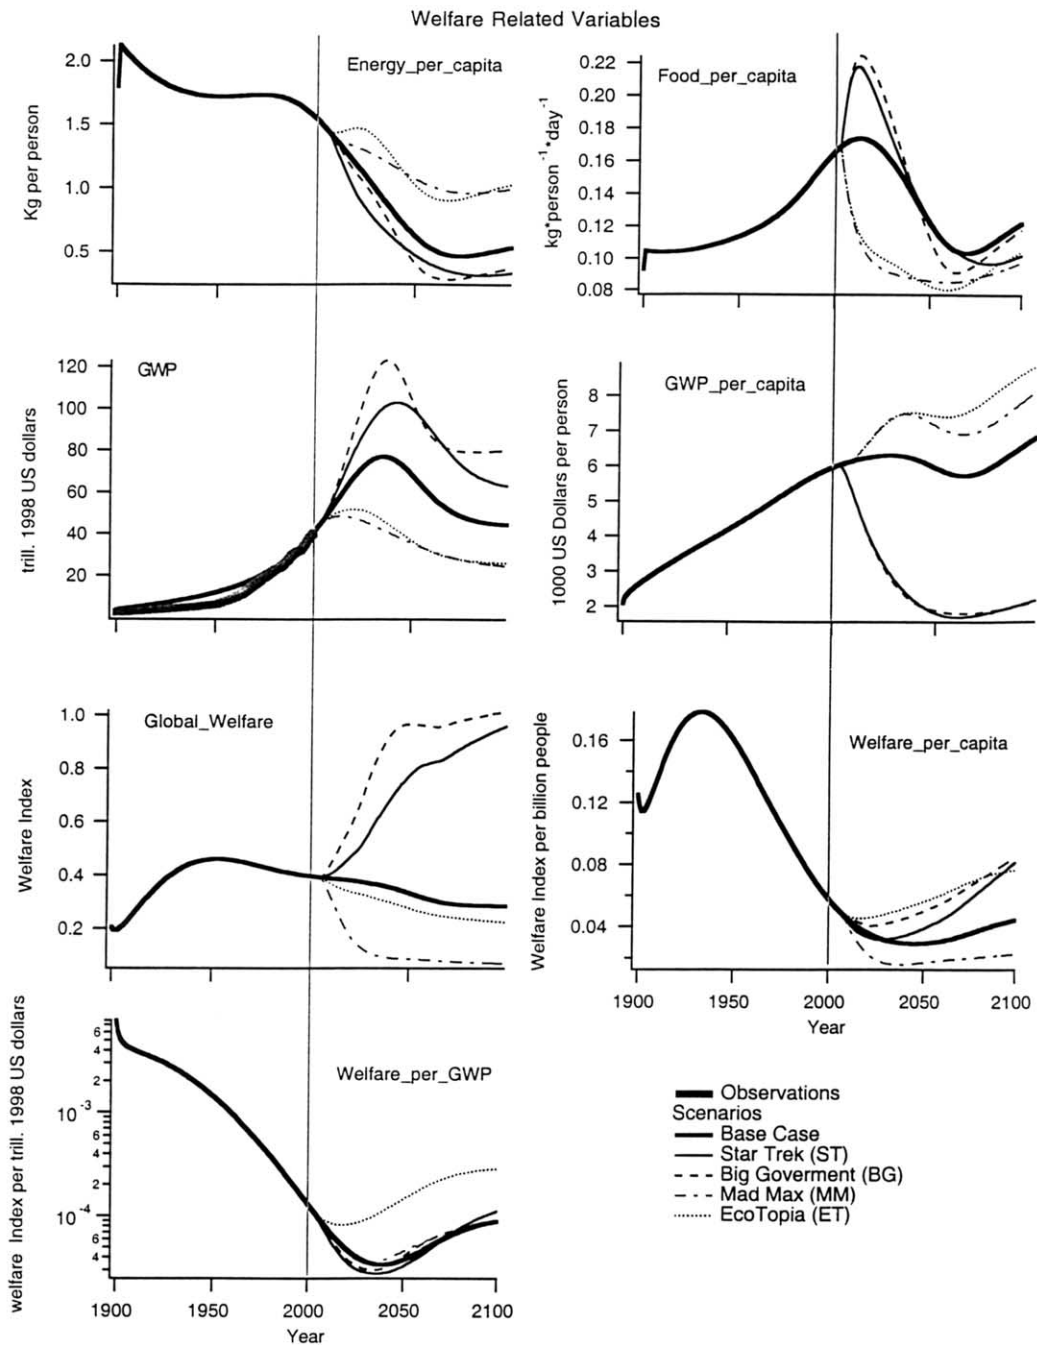 Welfare Related Variables
Energy_per_capita
Kg per person
2.0
1.5
1.0
0.5
Food_per_capita
kg*person⁻¹*day⁻¹
0.22
0.20
0.18
0.16
0.14
0.12
0.10
0.08
GWP
trill. 1998 US dollars
120
100
80
60
40
20
GWP_per_capita
1000 US Dollars per person
8
7
6
5
4
3
2
Global_Welfare
Welfare Index
1.0
0.8
0.6
0.4
0.2
Welfare_per_capita
Welfare Index per billion people
0.16
0.12
0.08
0.04
1900 1950 2000 2050 2100
Year
Welfare_per_GWP
welfare Index per trill. 1998 US dollars
6
4
2
10⁻³
6
4
2
10⁻⁴
6
4
1900 1950 2000 2050 2100
Year
Observations
Scenarios
Base Case
Star Trek (ST)
Big Goverment (BG)
Mad Max (MM)
EcoTopia (ET)